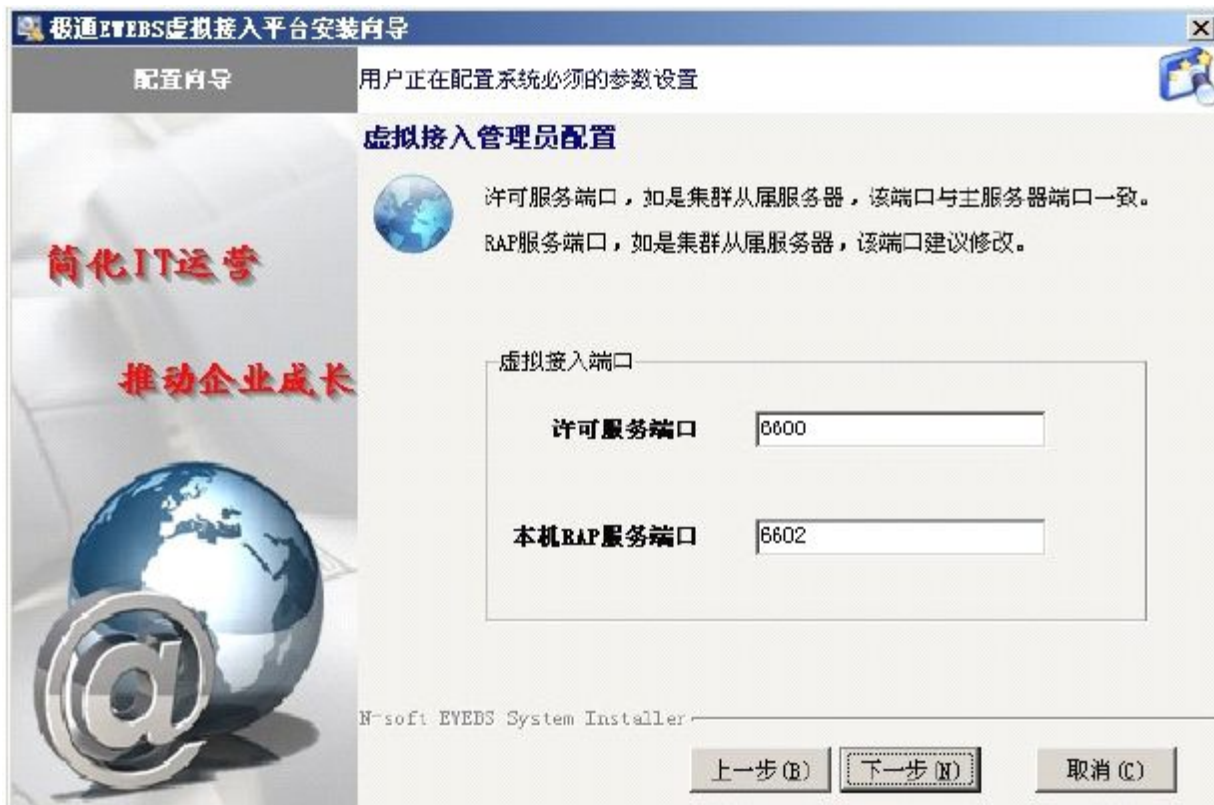 极通EWEBS虚拟接入平台安装向导
配置向导
用户正在配置系统必须的参数设置
虚拟接入管理员配置
许可服务端口，如是集群从属服务器，该端口与主服务器端口一致。
RAP服务端口，如是集群从属服务器，该端口建议修改。
简化IT运营
推动企业成长
虚拟接入端口
许可服务端口 6600
本机RAP服务端口 6602
N-soft EWEBS System Installer
上一步(B) 下一步(N) 取消(C)